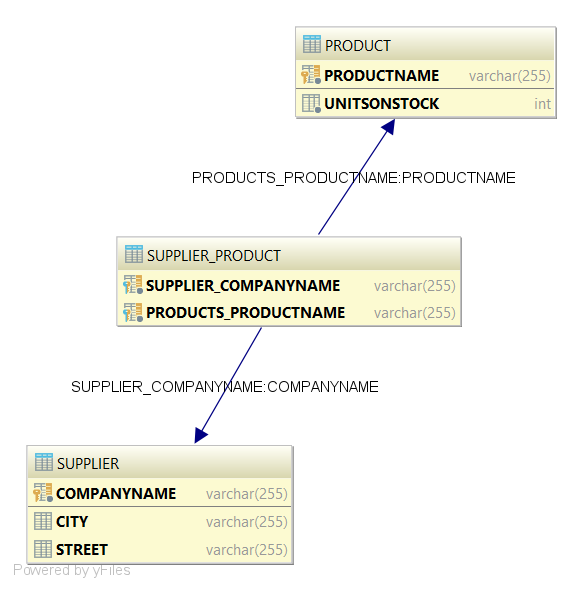 PRODUCT
PRODUCTNAME varchar(255)
UNITSONSTOCK int
PRODUCTS_PRODUCTNAME:PRODUCTNAME
SUPPLIER_PRODUCT
SUPPLIER_COMPANYNAME varchar(255)
PRODUCTS_PRODUCTNAME varchar(255)
SUPPLIER_COMPANYNAME:COMPANYNAME
SUPPLIER
COMPANYNAME varchar(255)
CITY varchar(255)
STREET varchar(255)
Powered by yFiles